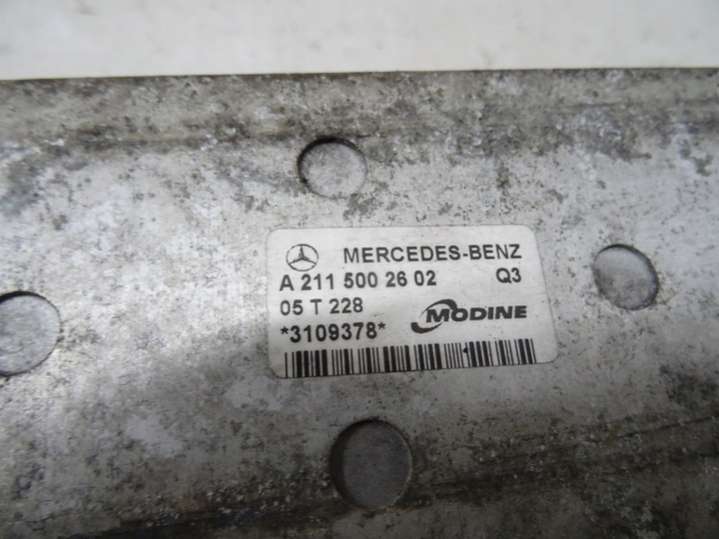 MERCEDES-BENZ
A 211 500 26 02 Q3
05 T 228 MODINE
*3109378*